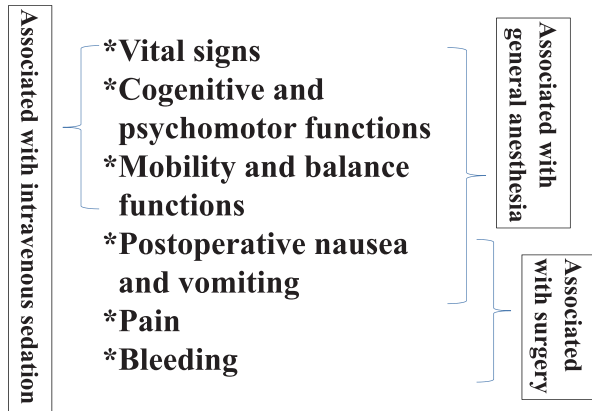 Associated with intravenous sedation
*Vital signs
*Cogenitive and
psychomotor functions
*Mobility and balance
functions
*Postoperative nausea
and vomiting
*Pain
*Bleeding
Associated with
general anesthesia
Associated
with surgery